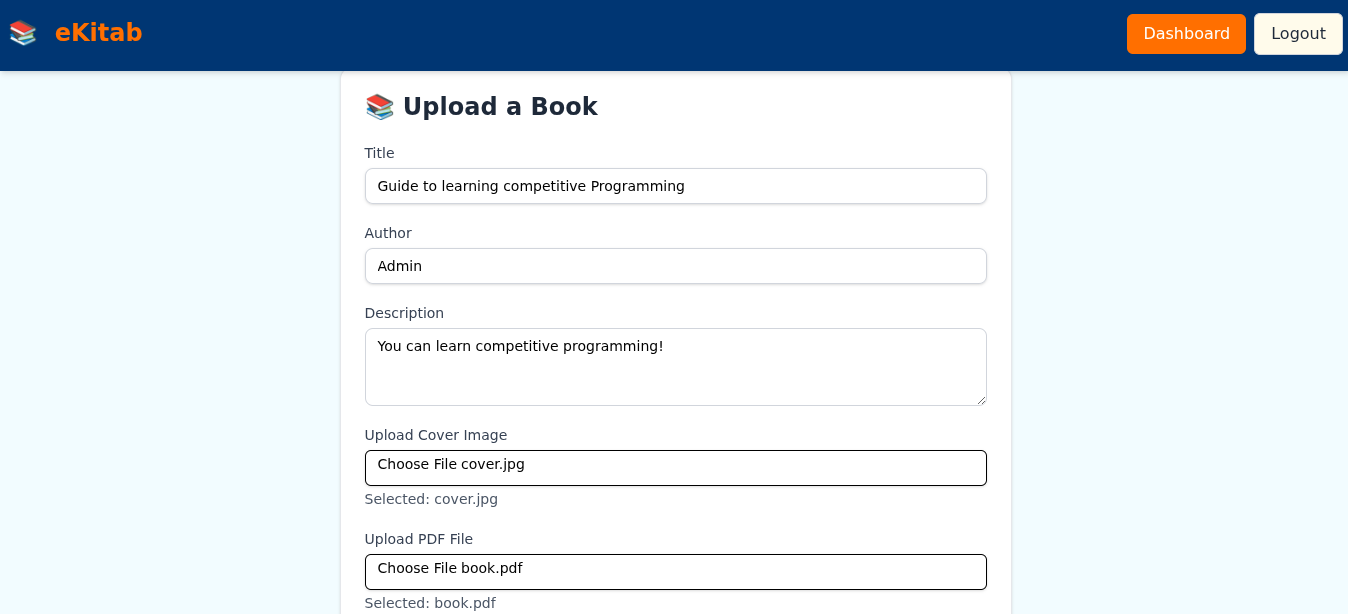 eKitab
Dashboard
Logout
Upload a Book
Title
Guide to learning competitive Programming
Author
Admin
Description
You can learn competitive programming!
Upload Cover Image
Choose File cover.jpg
Selected: cover.jpg
Upload PDF File
Choose File book.pdf
Selected: book.pdf